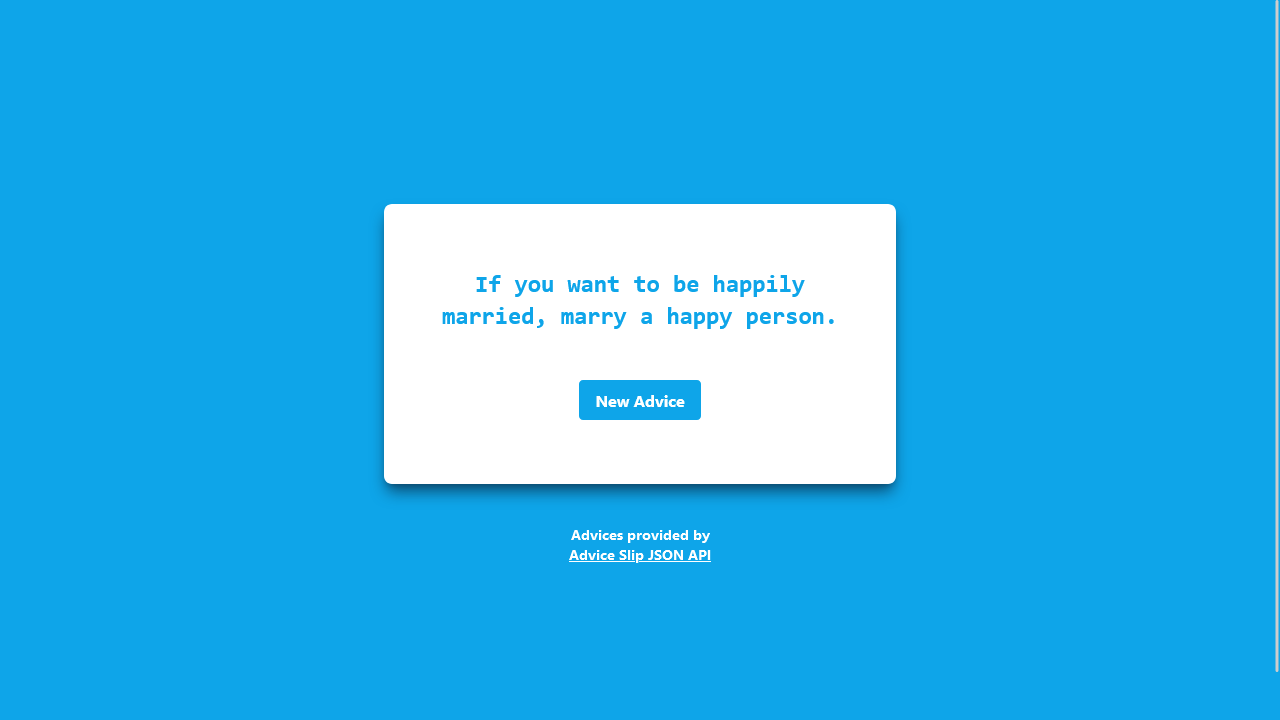 If you want to be happily
married, marry a happy person.
New Advice
Advices provided by
Advice Slip JSON API